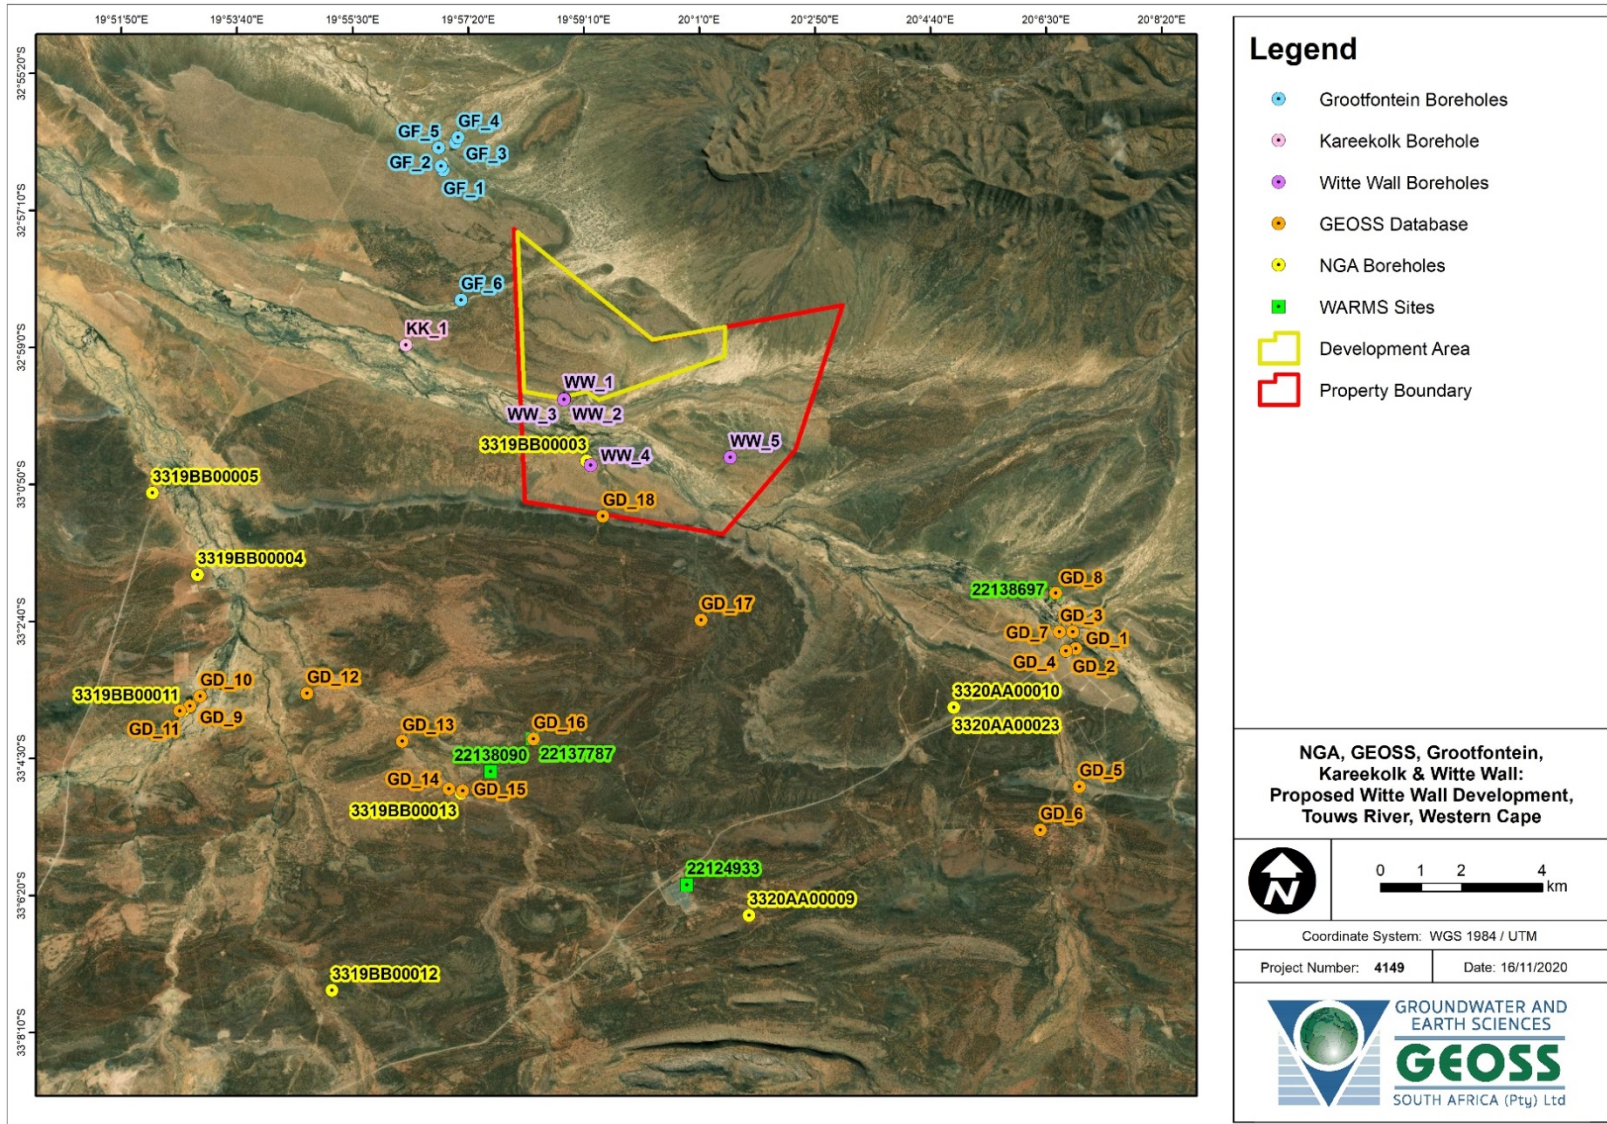 19°51'50"E
19°53'40"E
19°55'30"E
19°57'20"E
19°59'10"E
20°1'0"E
20°2'50"E
20°4'40"E
20°6'30"E
20°8'20"E
32°55'20"S
32°57'10"S
32°59'0"S
33°0'50"S
33°2'40"S
33°4'30"S
33°6'20"S
33°8'10"S
GF_4
GF_5
GF_3
GF_2
GF_1
GF_6
KK_1
WW_1
WW_3
WW_2
3319BB00003
WW_4
WW_5
3319BB00005
GD_18
3319BB00004
22138697
GD_8
GD_17
GD_3
GD_7
GD_1
GD_4
GD_2
GD_10
GD_12
3319BB00011
GD_9
GD_11
3320AA00010
3320AA00023
GD_13
GD_16
22138090
22137787
GD_14
GD_15
3319BB00013
GD_5
GD_6
22124933
3320AA00009
3319BB00012
Legend
Grootfontein Boreholes
Kareekolk Borehole
Witte Wall Boreholes
GEOSS Database
NGA Boreholes
WARMS Sites
Development Area
Property Boundary
NGA, GEOSS, Grootfontein,
Kareekolk & Witte Wall:
Proposed Witte Wall Development,
Touws River, Western Cape
N
0 1 2 4
km
Coordinate System: WGS 1984 / UTM
Project Number: 4149
Date: 16/11/2020
GROUNDWATER AND
EARTH SCIENCES
GEOSS
SOUTH AFRICA (Pty) Ltd